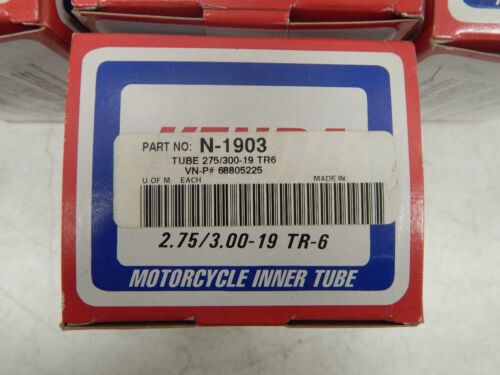 KENDA
PART NO: N-1903
TUBE 275/300-19 TR6
VN-P# 68805225
U OF M: EACH MADE IN:
2.75/3.00-19 TR-6
MOTORCYCLE INNER TUBE